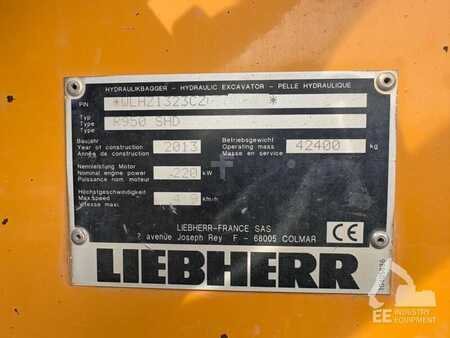 HYDRAULIKBAGGER - HYDRAULIC EXCAVATOR - PELLE HYDRAULIQUE
PIN *WLHZ1323C2 *
Typ
Type R950 SHD
Type
Baujahr
Year of construction 2013
Année de construction
Betriebsgewicht
Operating mass 42400 kg
Masse en service
Nennleistung Motor
Nominal engine power 220 kW
Puissance nom. moteur
Höchstgeschwindigkeit
Max.Speed km/h
Vitesse maxi.
LIEBHERR-FRANCE SAS
2 avenue Joseph Rey F - 68005 COLMAR
CE
LIEBHERR
EE INDUSTRY
EQUIPMENT